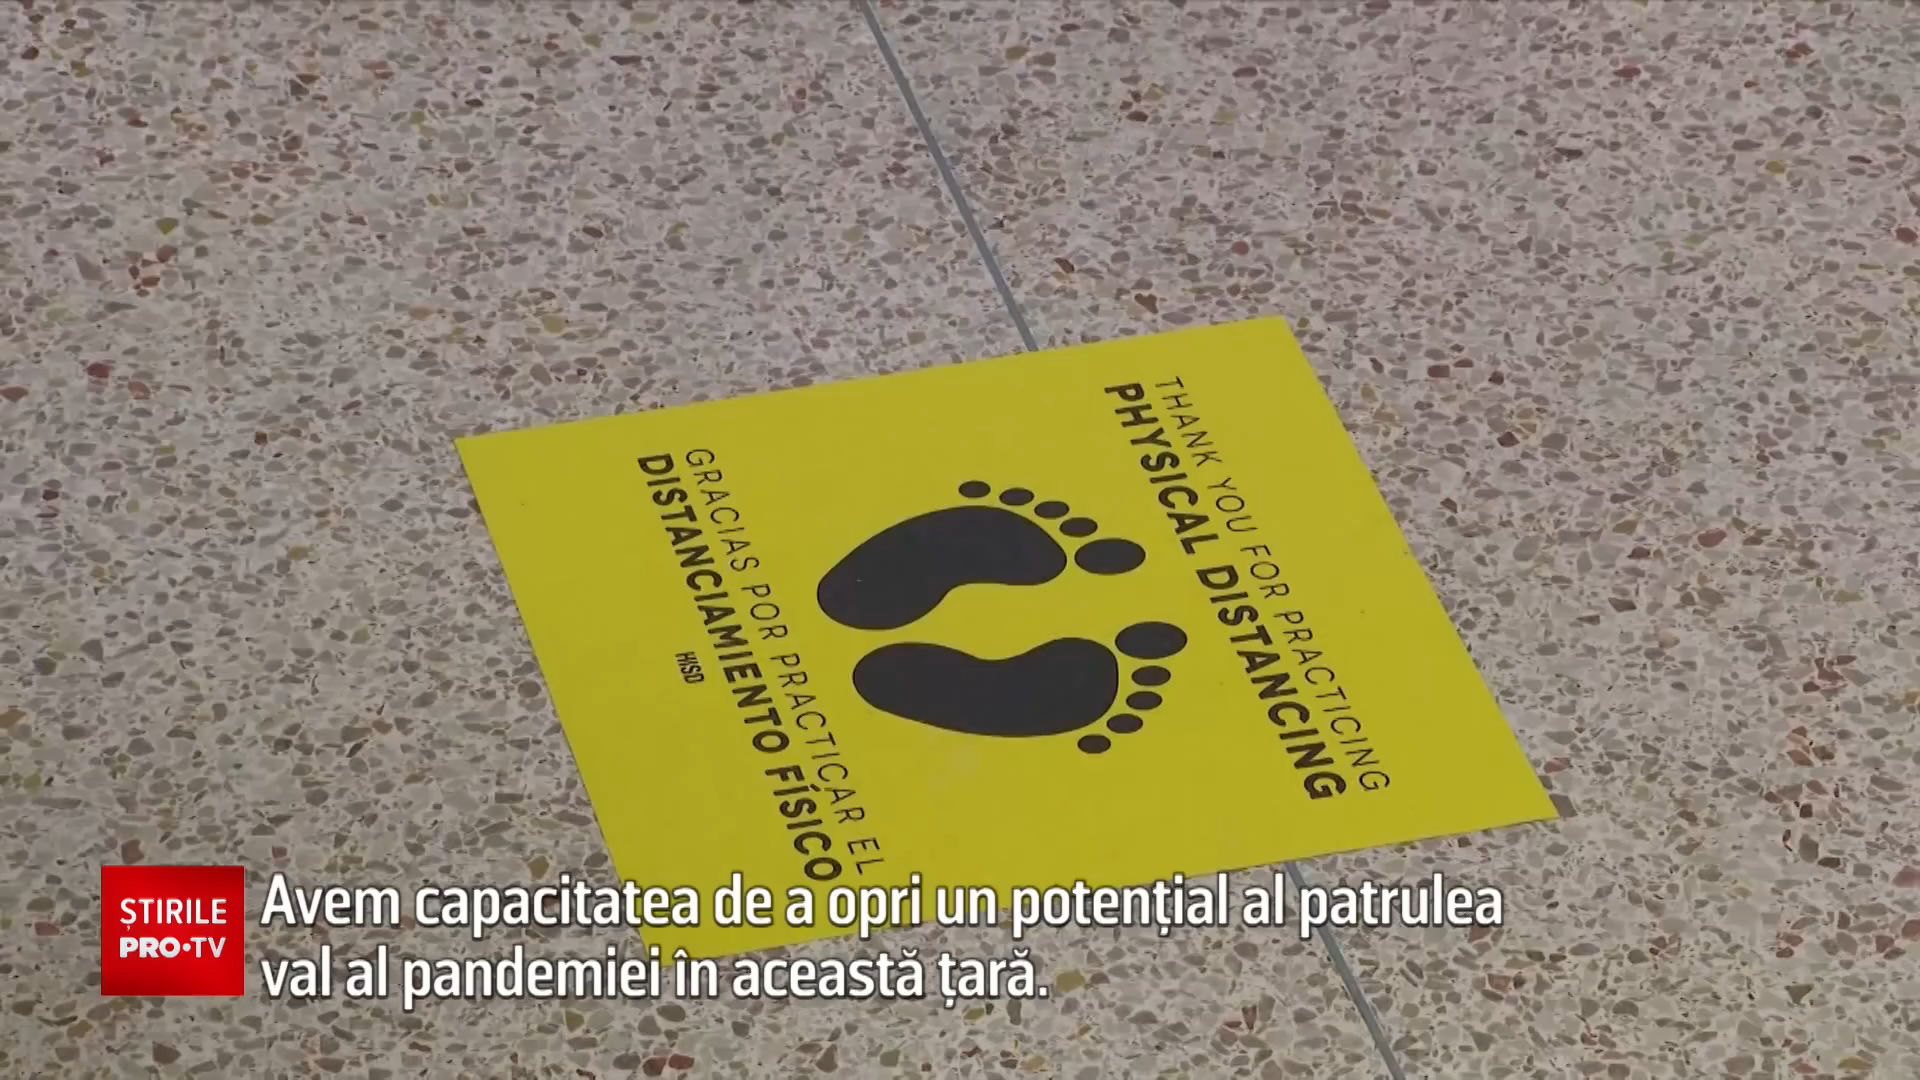 THANK YOU FOR PRACTICING
PHYSICAL DISTANCING
GRACIAS POR PRACTICAR EL
DISTANCIAMIENTO FÍSICO
HISD
ȘTIRILE
PRO•TV
Avem capacitatea de a opri un potențial al patrulea
val al pandemiei în această țară.